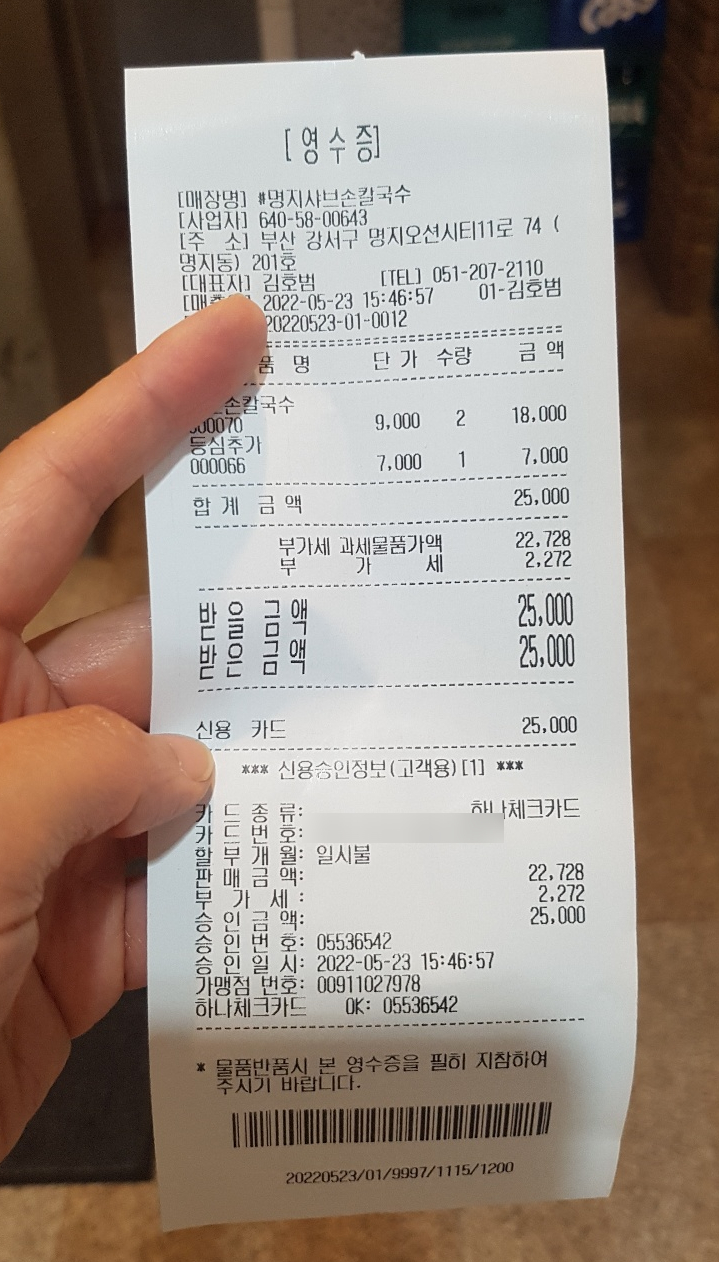 [영수증]
[매장명] #명지샤브손칼국수
[사업자] 640-58-00643
[주 소] 부산 강서구 명지오션시티11로 74 (
명지동) 201호
[대표자] 김호범 [TEL] 051-207-2110
2022-05-23 15:46:57 01-김호범
20220523-01-0012
품 명 단 가 수량 금 액
손칼국수
000070 9,000 2 18,000
등심추가
000066 7,000 1 7,000
합 계 금 액 25,000
부가세 과세물품가액 22,728
부 가 세 2,272
받 을 금 액 25,000
받 은 금 액 25,000
신용 카드 25,000
*** 신용승인정보(고객용)[1] ***
카 드 종 류: 하나체크카드
카 드 번 호:
할 부 개 월: 일시불
판 매 금 액: 22,728
부 가 세 : 2,272
승 인 금 액: 25,000
승 인 번 호: 05536542
승 인 일 시: 2022-05-23 15:46:57
가맹점 번호: 00911027978
하나체크카드 OK: 05536542
* 물품반품시 본 영수증을 필히 지참하여
주시기 바랍니다.
20220523/01/9997/1115/1200